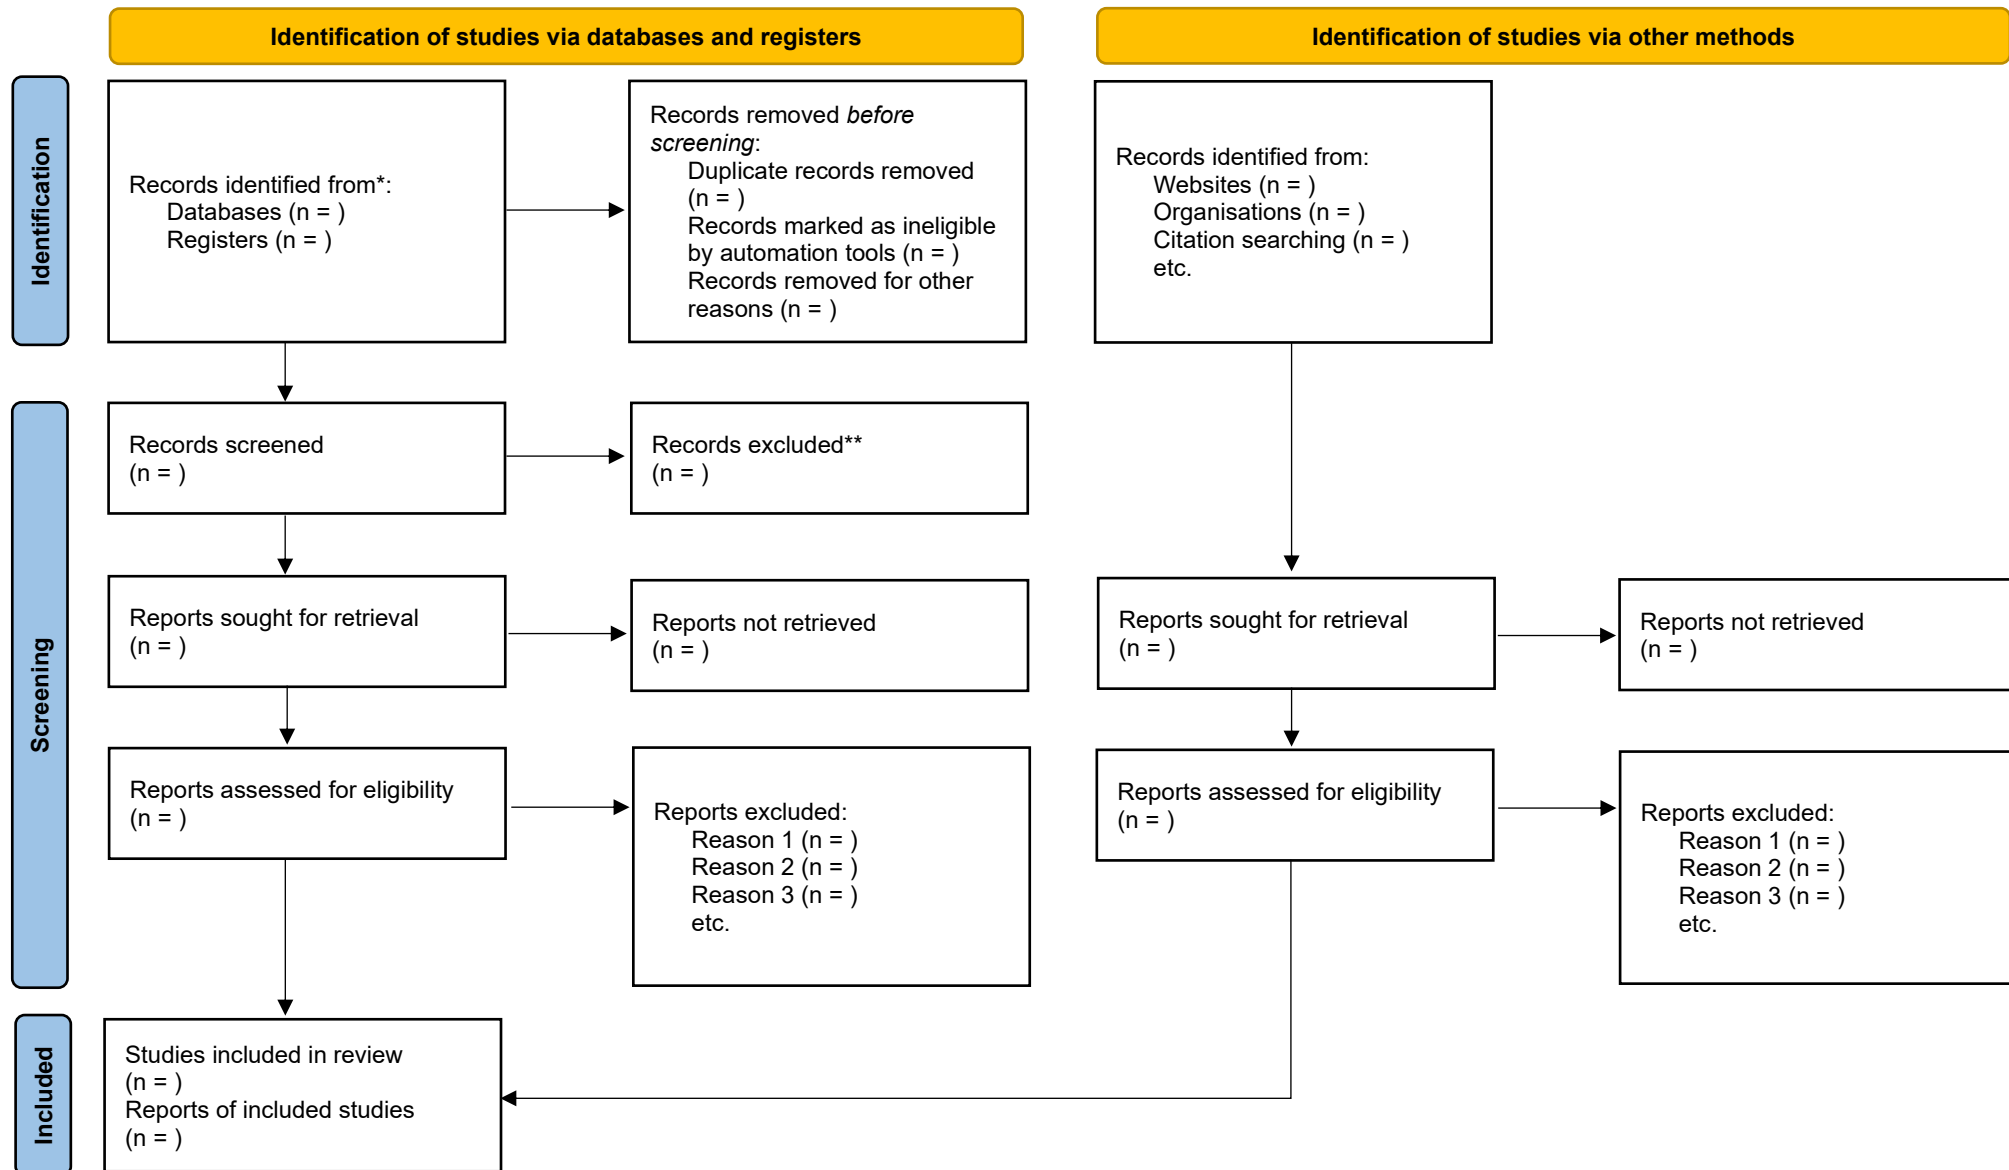 Identification of studies via databases and registers
Identification of studies via other methods
Identification
Records identified from*:
Databases (n = )
Registers (n = )
Records removed before
screening:
Duplicate records removed
(n = )
Records marked as ineligible
by automation tools (n = )
Records removed for other
reasons (n = )
Records identified from:
Websites (n = )
Organisations (n = )
Citation searching (n = )
etc.
Screening
Records screened
(n = )
Records excluded**
(n = )
Reports sought for retrieval
(n = )
Reports not retrieved
(n = )
Reports sought for retrieval
(n = )
Reports not retrieved
(n = )
Reports assessed for eligibility
(n = )
Reports excluded:
Reason 1 (n = )
Reason 2 (n = )
Reason 3 (n = )
etc.
Reports assessed for eligibility
(n = )
Reports excluded:
Reason 1 (n = )
Reason 2 (n = )
Reason 3 (n = )
etc.
Included
Studies included in review
(n = )
Reports of included studies
(n = )